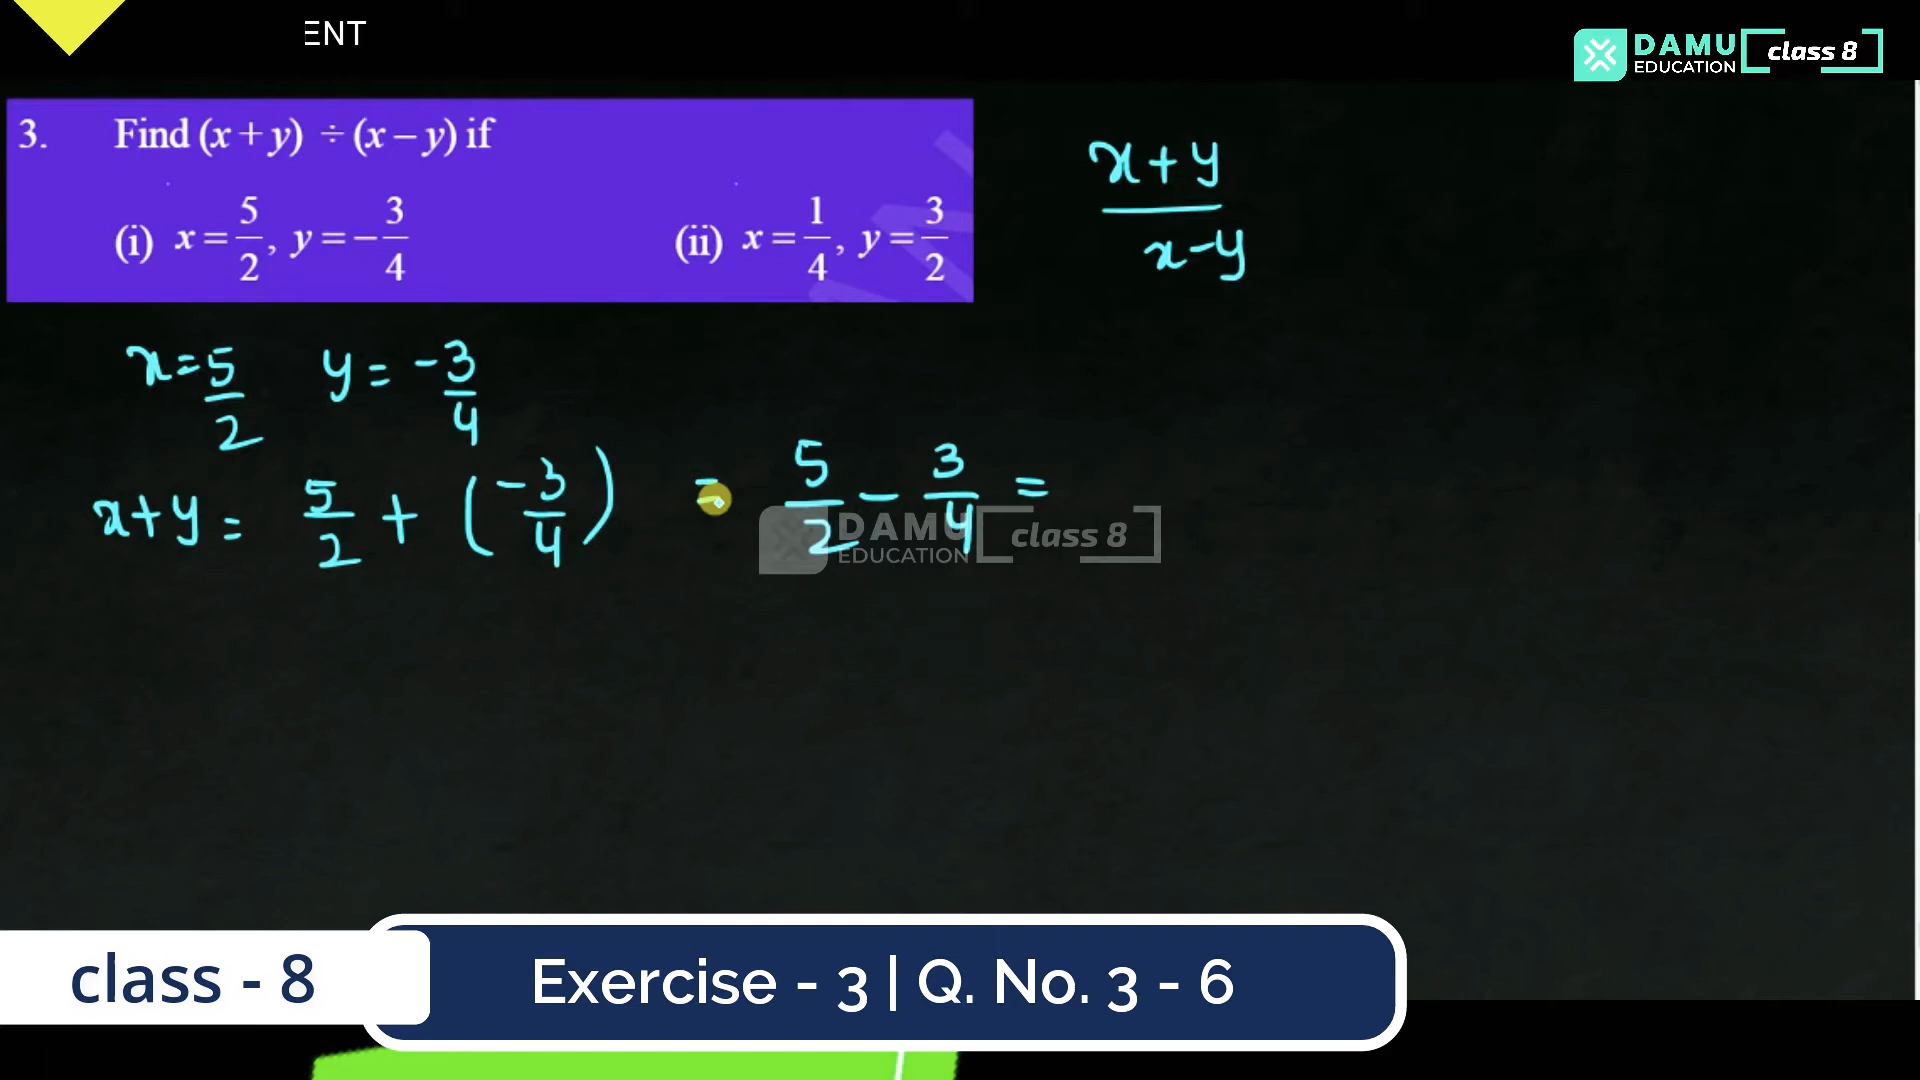 ENT
DAMU
EDUCATION
class 8
3. Find (x + y) ÷ (x – y) if
(i) x = 5/2, y = – 3/4 (ii) x = 1/4, y = 3/2
x+y
x-y
x = 5/2 y = -3/4
x+y = 5/2 + (-3/4) = 5/2 - 3/4 =
DAMU
EDUCATION
class 8
class - 8
Exercise - 3 | Q. No. 3 - 6